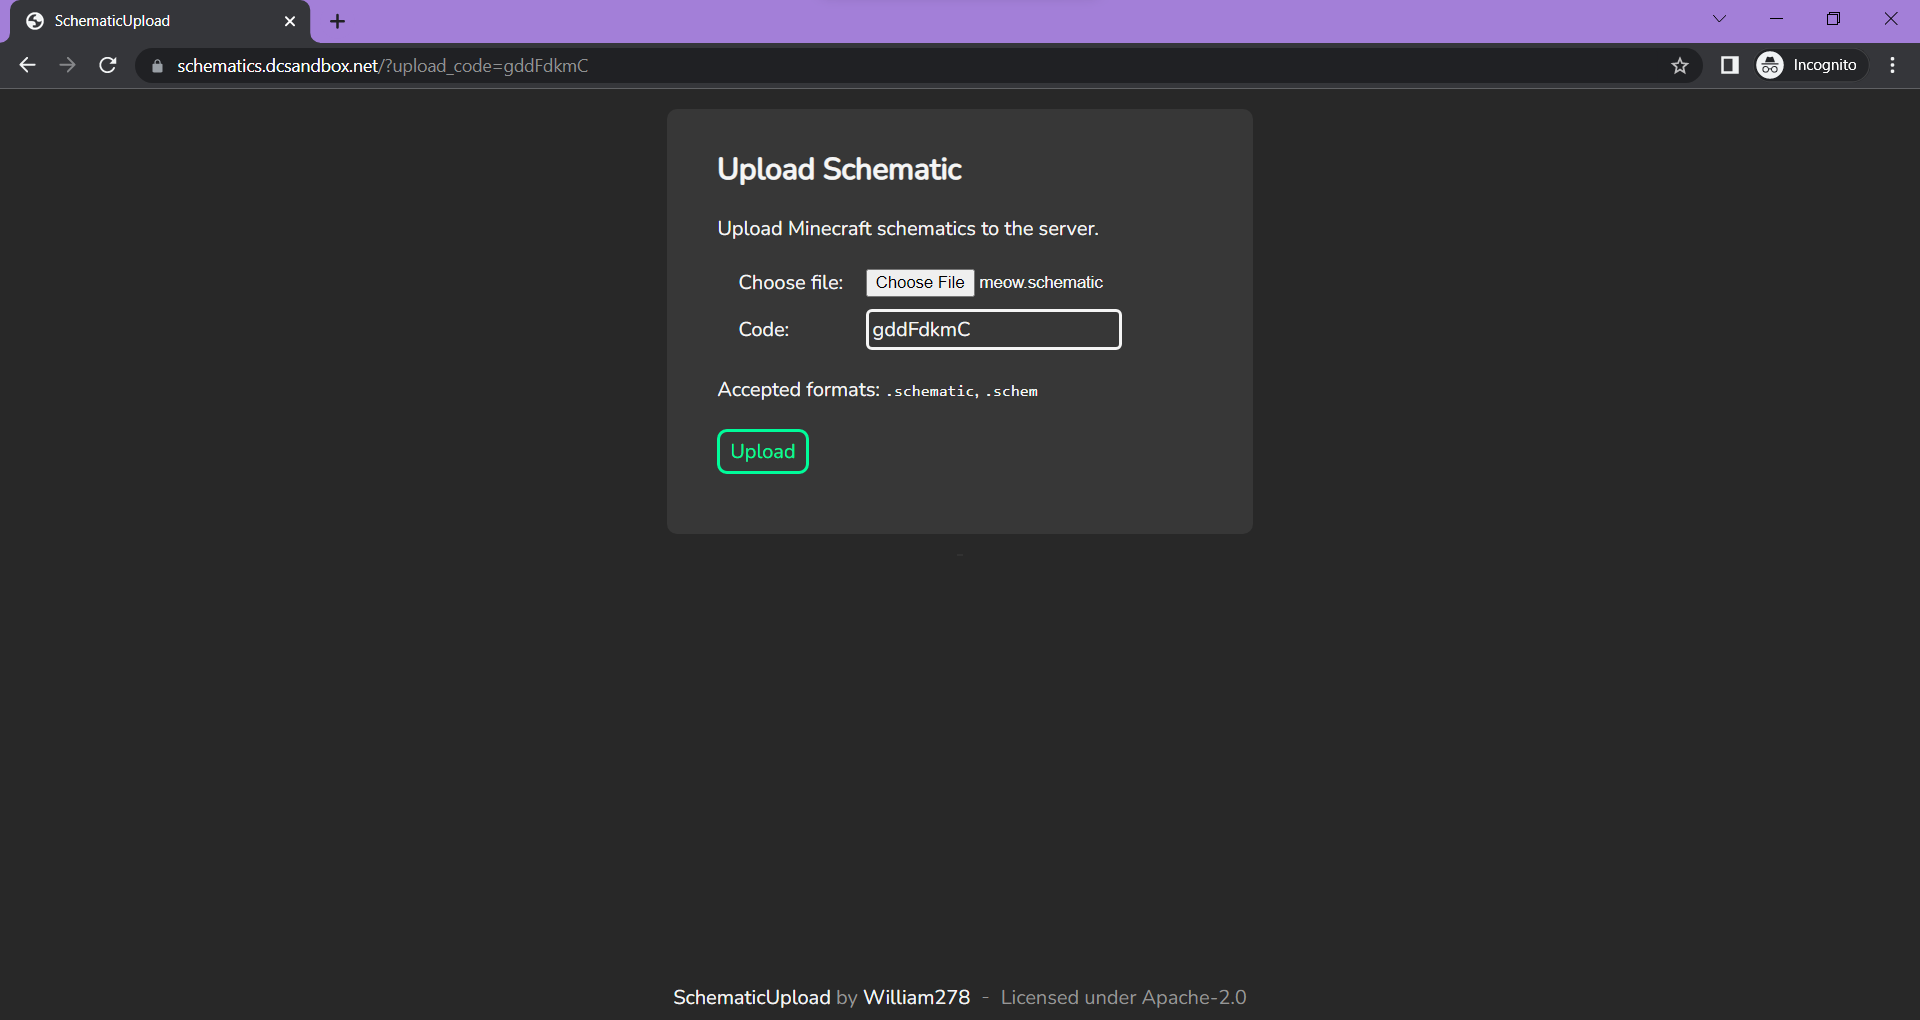 SchematicUpload
schematics.dcsandbox.net/?upload_code=gddFdkmC
Incognito
Upload Schematic
Upload Minecraft schematics to the server.
Choose file: Choose File meow.schematic
Code: gddFdkmC
Accepted formats: .schematic, .schem
Upload
SchematicUpload by William278 - Licensed under Apache-2.0